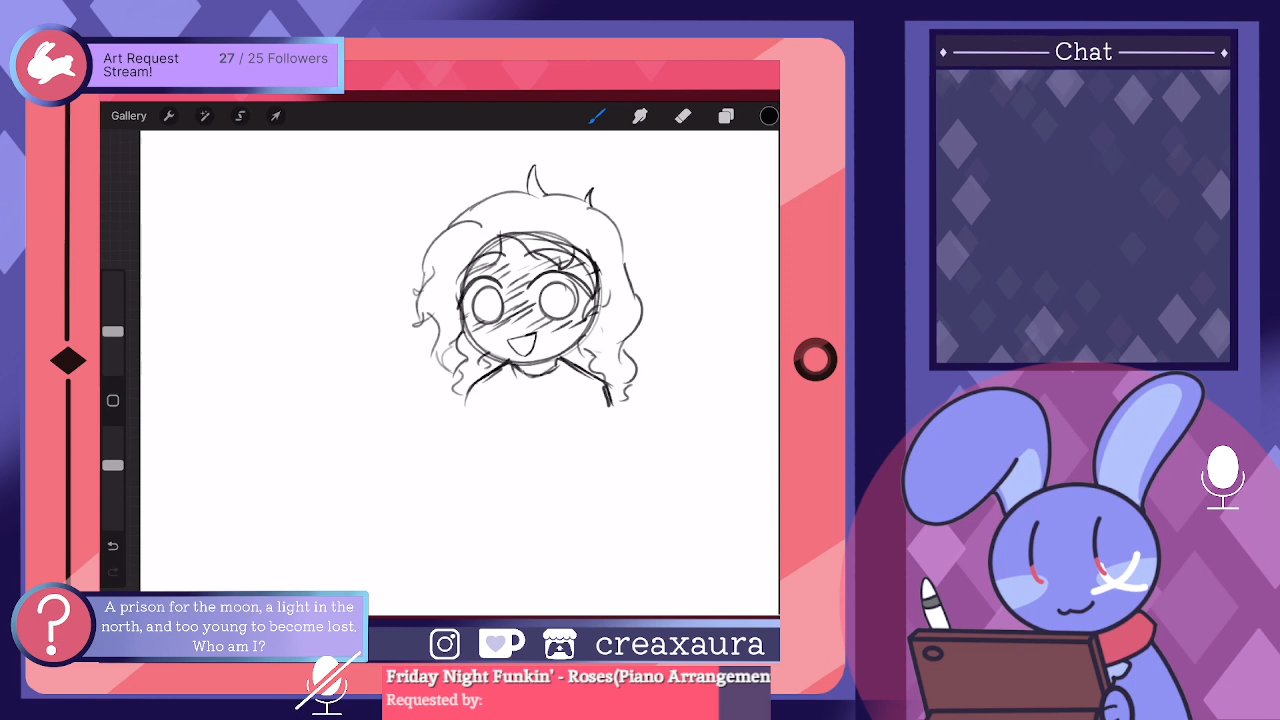 Art Request
Stream!
27 / 25 Followers
Chat
Gallery
A prison for the moon, a light in the
north, and too young to become lost.
Who am I?
creaxaura
Friday Night Funkin' - Roses(Piano Arrangemen
Requested by: